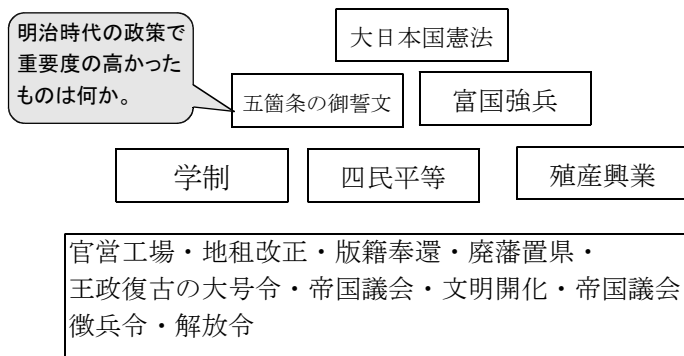 明治時代の政策で
重要度の高かった
ものは何か。
大日本国憲法
五箇条の御誓文
富国強兵
学制
四民平等
殖産興業
官営工場・地租改正・版籍奉還・廃藩置県・
王政復古の大号令・帝国議会・文明開化・帝国議会
徴兵令・解放令